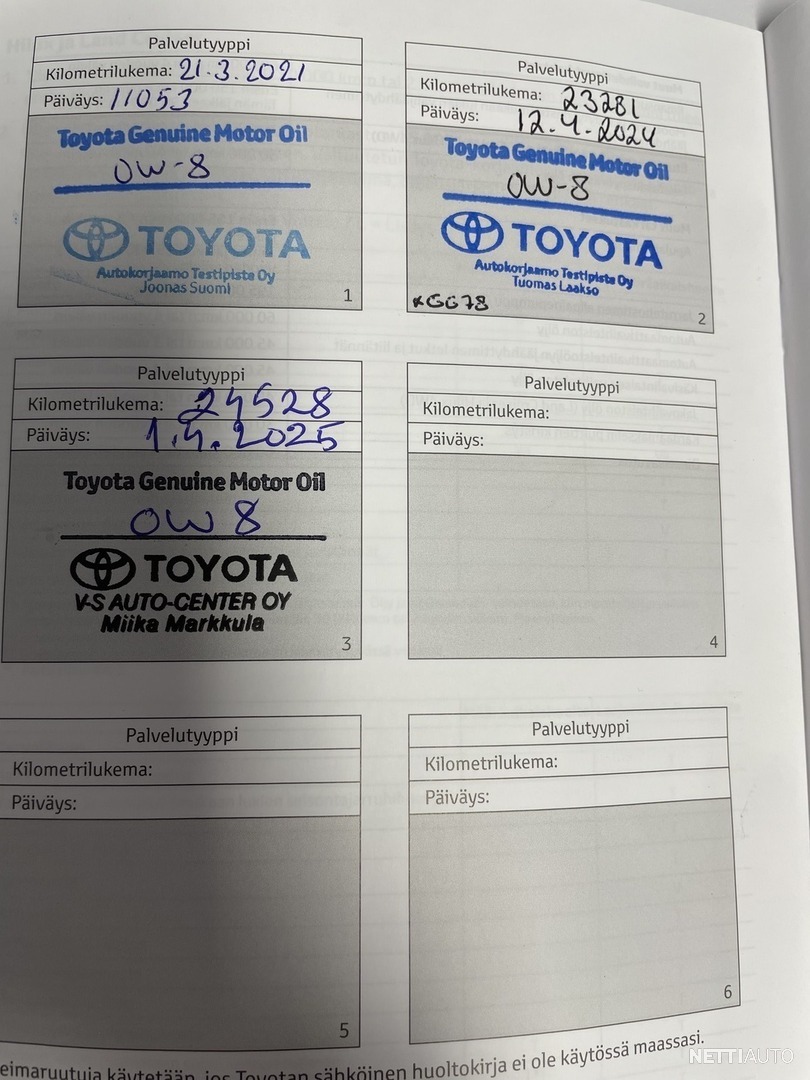 Palvelutyyppi
Kilometrilukema: 21.3.2021
Päiväys: 11053
Toyota Genuine Motor Oil
0W-8
TOYOTA
Autokorjaamo Testipiste Oy
Joonas Suomi
1
Palvelutyyppi
Kilometrilukema: 23281
Päiväys: 12.4.2024
Toyota Genuine Motor Oil
0W-8
TOYOTA
Autokorjaamo Testipiste Oy
Tuomas Laakso
2
Palvelutyyppi
Kilometrilukema: 24528
Päiväys: 1.4.2025
Toyota Genuine Motor Oil
0W 8
TOYOTA
V-S AUTO-CENTER OY
Miika Markkula
3
Palvelutyyppi
Kilometrilukema:
Päiväys:
4
Palvelutyyppi
Kilometrilukema:
Päiväys:
5
Palvelutyyppi
Kilometrilukema:
Päiväys:
6
eimaruutuja käytetään, jos Toyotan sähköinen huoltokirja ei ole käytössä maassasi.
NETTIAUTO